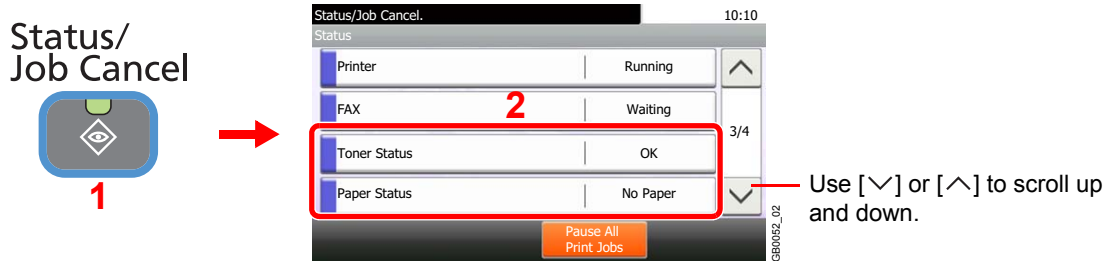 Status/
Job Cancel
1
Status/Job Cancel.
10:10
Status
Printer
Running
FAX
2
Waiting
3/4
Toner Status
OK
Paper Status
No Paper
Pause All
Print Jobs
GB0052_02
Use [∨] or [∧] to scroll up
and down.